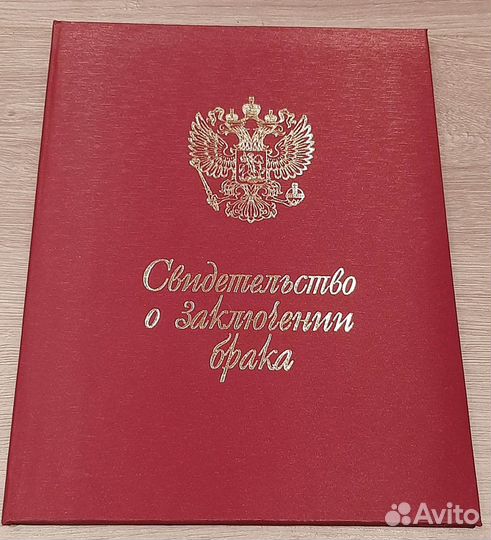 Свидетельство
о заключении
брака
Avito